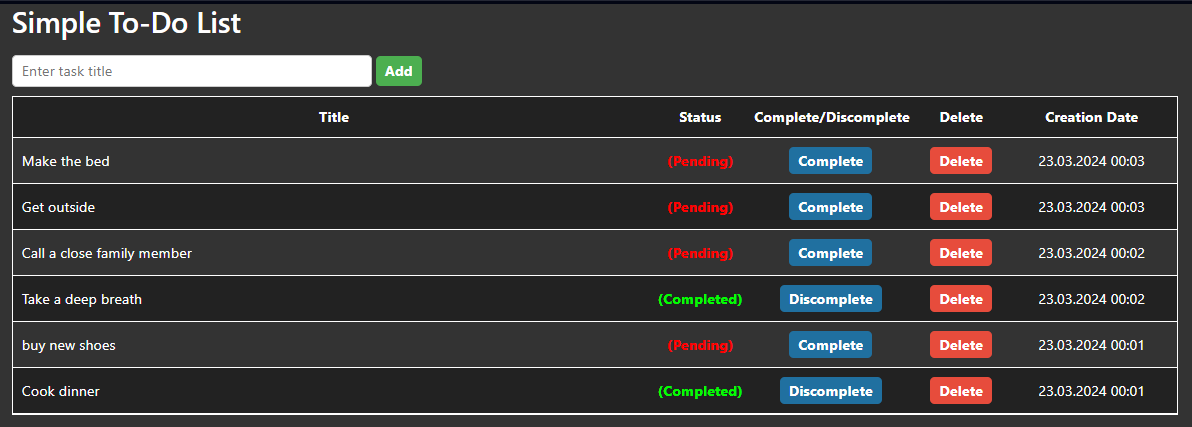 Simple To-Do List
Enter task title Add
Title Status Complete/Discomplete Delete Creation Date
Make the bed (Pending) Complete Delete 23.03.2024 00:03
Get outside (Pending) Complete Delete 23.03.2024 00:03
Call a close family member (Pending) Complete Delete 23.03.2024 00:02
Take a deep breath (Completed) Discomplete Delete 23.03.2024 00:02
buy new shoes (Pending) Complete Delete 23.03.2024 00:01
Cook dinner (Completed) Discomplete Delete 23.03.2024 00:01